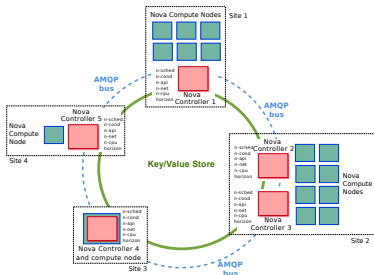 Nova Compute Nodes
Site 1
n-sched
n-cond
n-api
n-net
n-cpu
horizon
Nova
Controller 1
AMQP
bus
AMQP
bus
Nova
Controller 5
n-sched
n-cond
n-api
n-net
n-cpu
horizon
Nova
Compute
Node
Site 4
Key/Value Store
Nova
Controller 2
n-sched
n-cond
n-api
n-net
n-cpu
horizon
Nova
Compute
Nodes
n-sched
n-cond
n-api
n-net
n-cpu
horizon
Nova
Controller 3
Site 2
n-sched
n-cond
n-api
n-net
n-cpu
horizon
Nova Controller 4
and compute node
Site 3
AMQP
bus